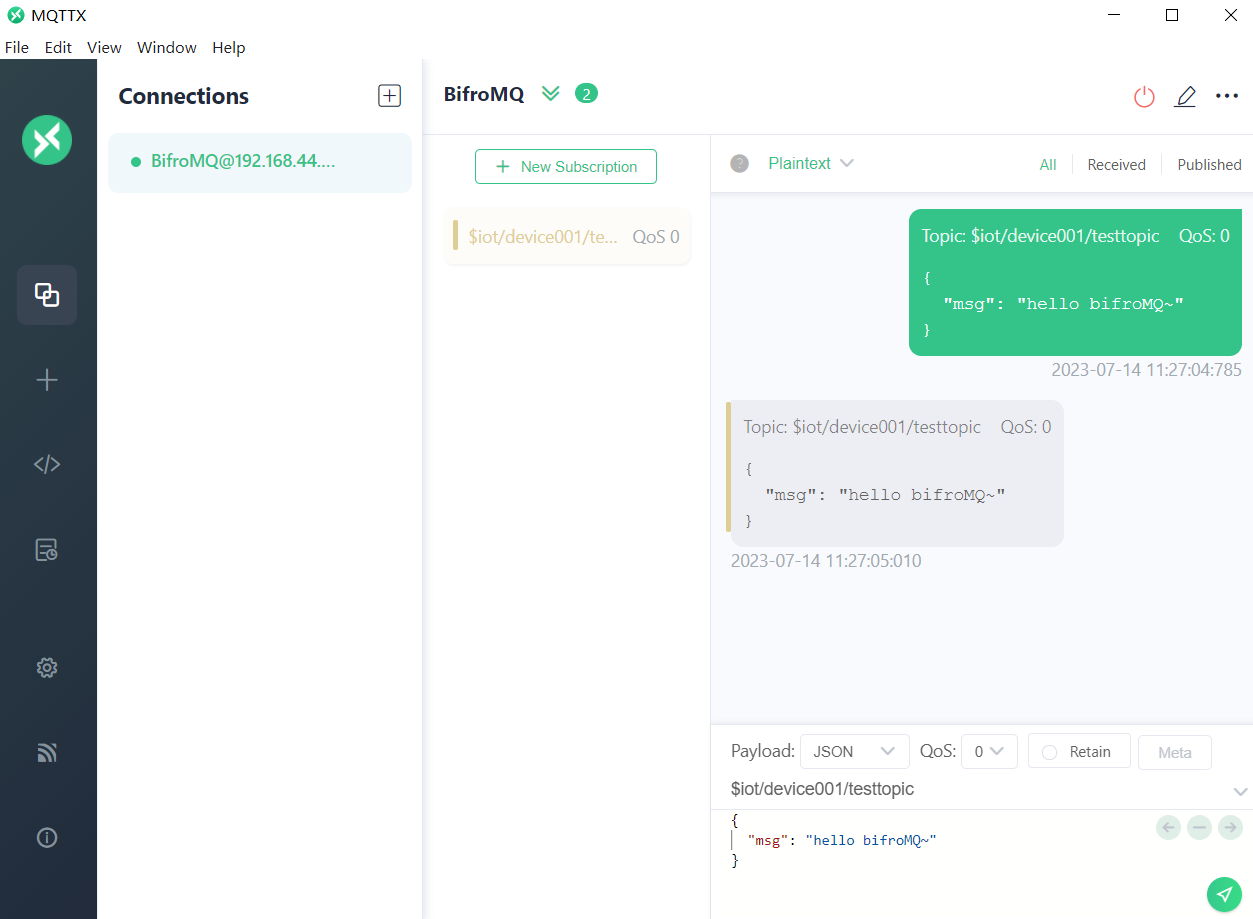 MQTTX
File Edit View Window Help
Connections
BifroMQ@192.168.44....
BifroMQ 2
New Subscription
$iot/device001/te... QoS 0
Plaintext All Received Published
Topic: $iot/device001/testtopic QoS: 0
{
"msg": "hello bifroMQ~"
}
2023-07-14 11:27:04:785
Topic: $iot/device001/testtopic QoS: 0
{
"msg": "hello bifroMQ~"
}
2023-07-14 11:27:05:010
Payload: JSON QoS: 0 Retain Meta
$iot/device001/testtopic
{
"msg": "hello bifroMQ~"
}